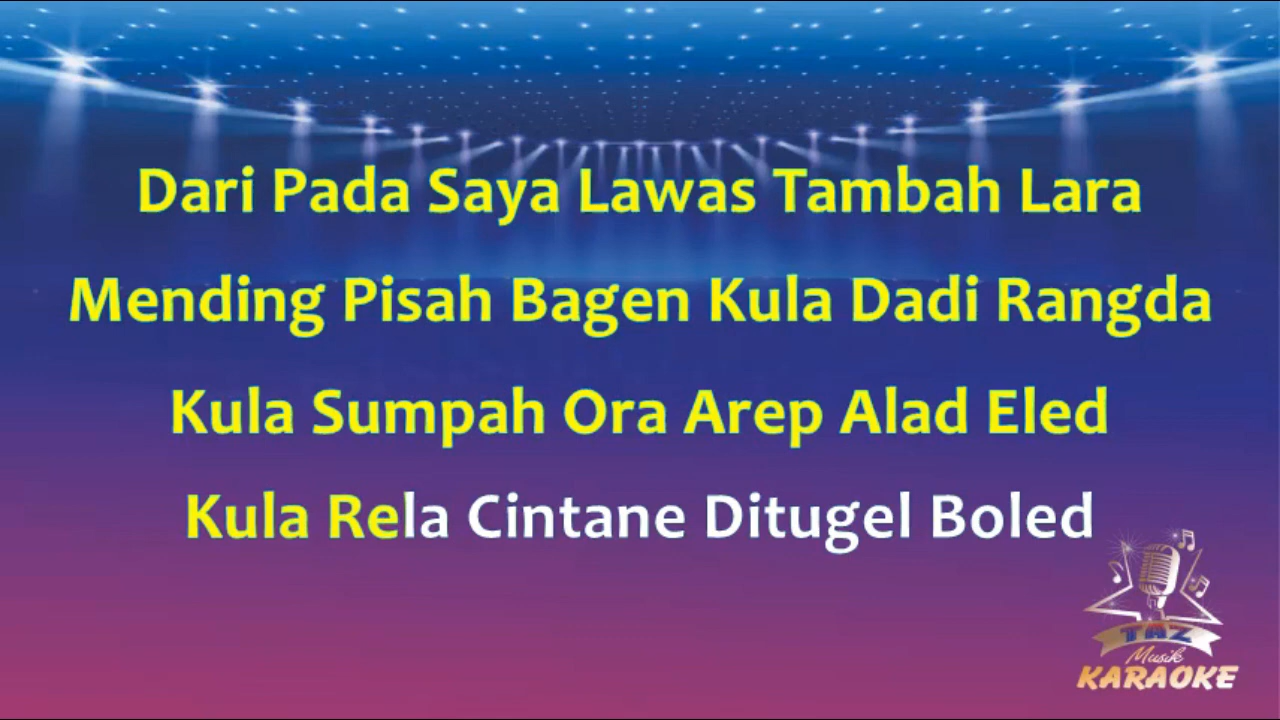 Dari Pada Saya Lawas Tambah Lara
Mending Pisah Bagen Kula Dadi Rangda
Kula Sumpah Ora Arep Alad Eled
Kula Rela Cintane Ditugel Boled
TAZ
Musik
KARAOKE